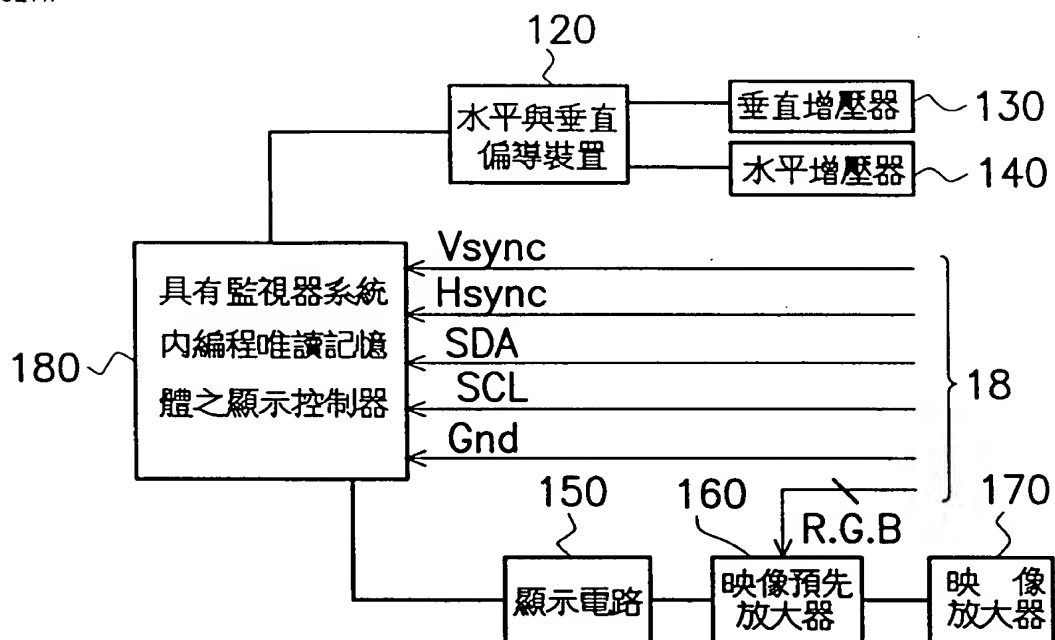 120
水平與垂直
偏導裝置
垂直增壓器
130
水平增壓器
140
Vsync
Hsync
SDA
SCL
Gnd
具有監視器系統
內編程唯讀記憶
體之顯示控制器
180
18
R.G.B
150
顯示電路
160
映像預先
放大器
170
映 像
放大器